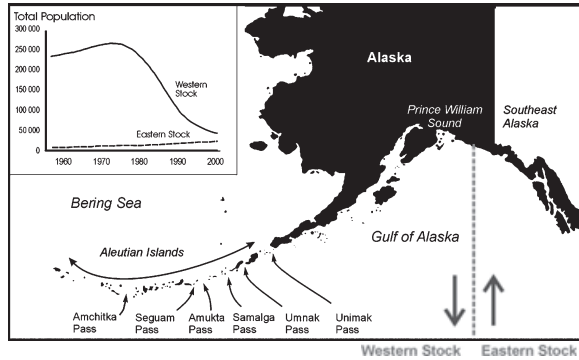 Total Population
300 000
250 000
200 000
150 000
100 000
50 000
0
Western
Stock
Eastern Stock
1960 1970 1980 1990 2000
Alaska
Prince William
Sound
Southeast
Alaska
Bering Sea
Gulf of Alaska
Aleutian Islands
Amchitka
Pass
Seguam
Pass
Amukta
Pass
Samalga
Pass
Umnak
Pass
Unimak
Pass
Western Stock Eastern Stock